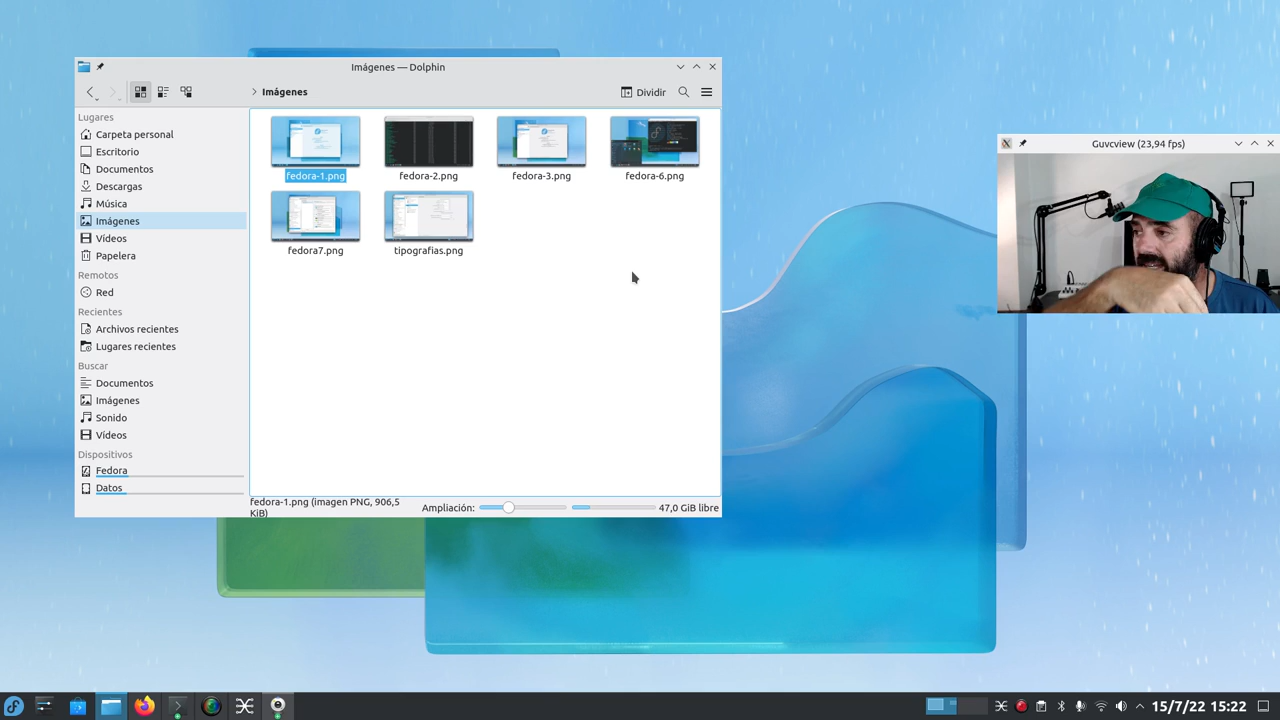 Imágenes — Dolphin
Imágenes
Dividir
Lugares
Carpeta personal
Escritorio
Documentos
Descargas
Música
Imágenes
Vídeos
Papelera
Remotos
Red
Recientes
Archivos recientes
Lugares recientes
Buscar
Documentos
Imágenes
Sonido
Vídeos
Dispositivos
Fedora
Datos
fedora-1.png
fedora-2.png
fedora-3.png
fedora-6.png
fedora7.png
tipografias.png
fedora-1.png (imagen PNG, 906,5
KiB)
Ampliación:
47,0 GiB libre
Guvcview (23,94 fps)
15/7/22 15:22